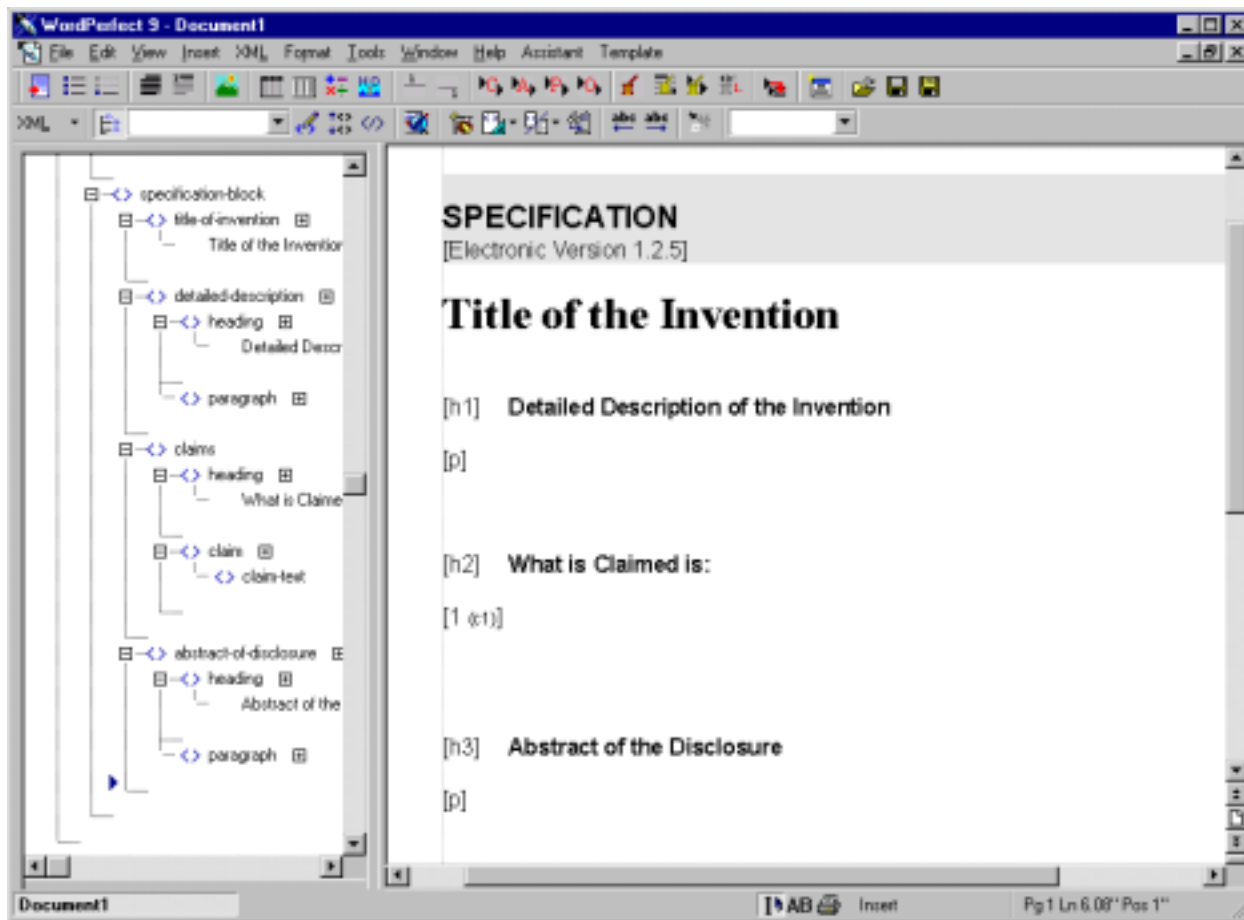 WordPerfect 9 - Document1
File Edit View Insert XML Format Tools Window Help Assistant Template
XML
abc abc
specification-block
title-of-invention
Title of the Invention
detailed-description
heading
Detailed Descr
paragraph
claims
heading
What is Claime
claim
claim-text
abstract-of-disclosure
heading
Abstract of the
paragraph
SPECIFICATION
[Electronic Version 1.2.5]
Title of the Invention
[h1] Detailed Description of the Invention
[p]
[h2] What is Claimed is:
[1 (c1)]
[h3] Abstract of the Disclosure
[p]
Document1 AB Insert Pg 1 Ln 6.08" Pos 1"